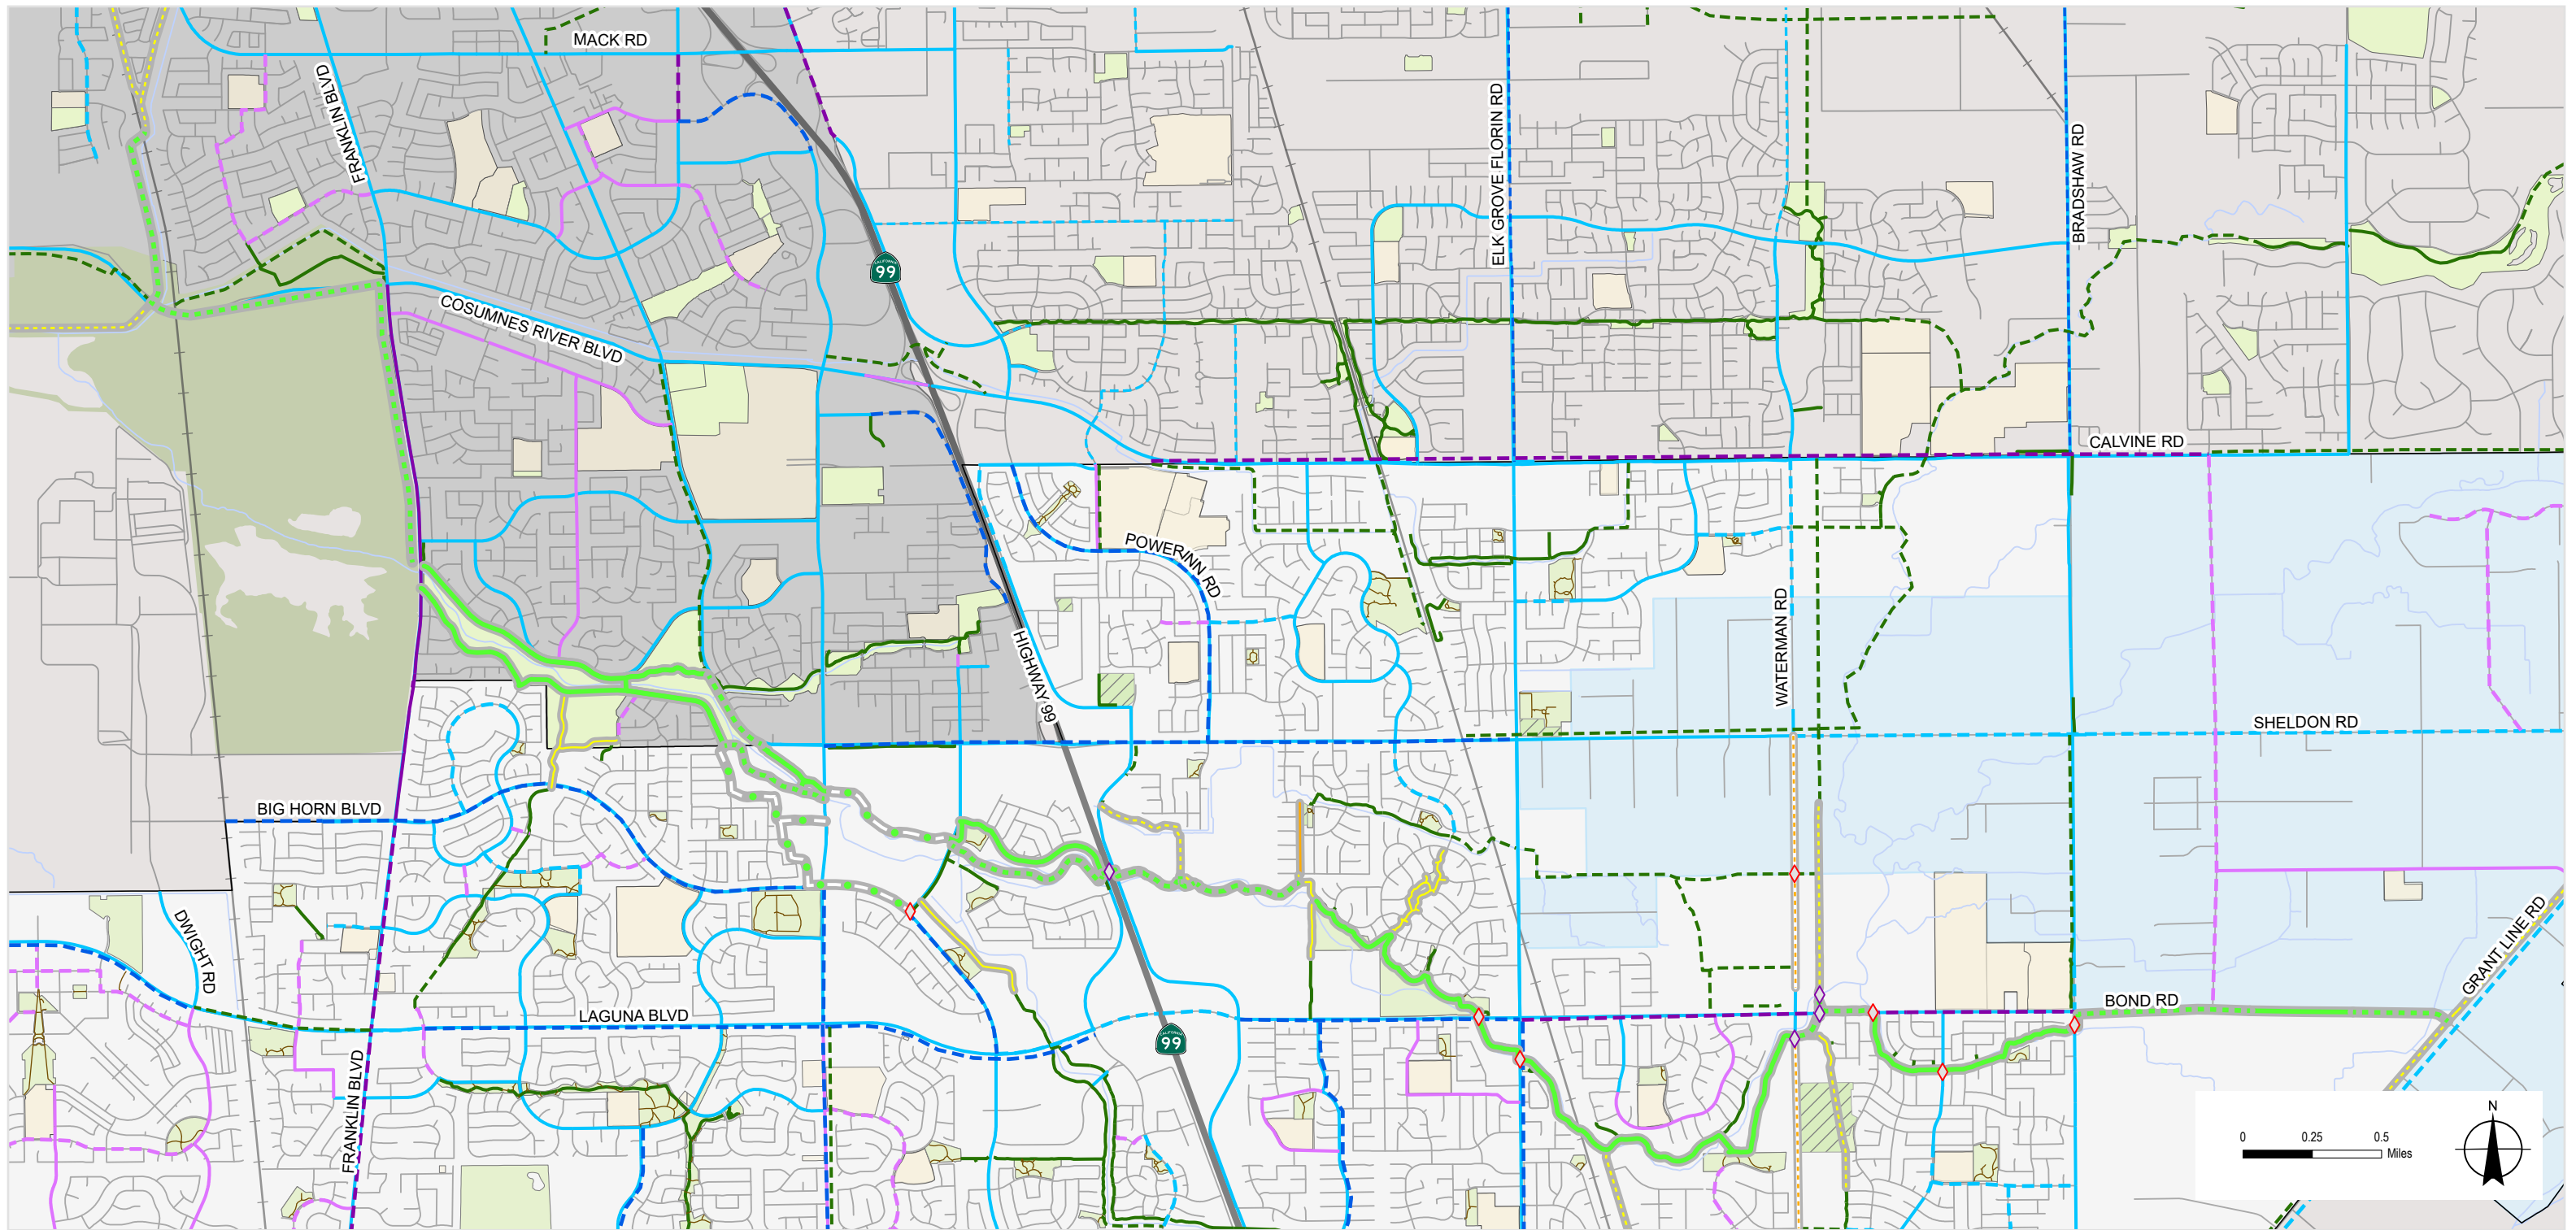 MACK RD
FRANKLIN BLVD
ELK GROVE FLORIN RD
BRADSHAW RD
CALIFORNIA
99
COSUMNES RIVER BLVD
CALVINE RD
POWER INN RD
HIGHWAY 99
WATERMAN RD
SHELDON RD
BIG HORN BLVD
DWIGHT RD
GRANT LINE RD
BOND RD
LAGUNA BLVD
99
FRANKLIN BLVD
N
0 0.25 0.5
Miles